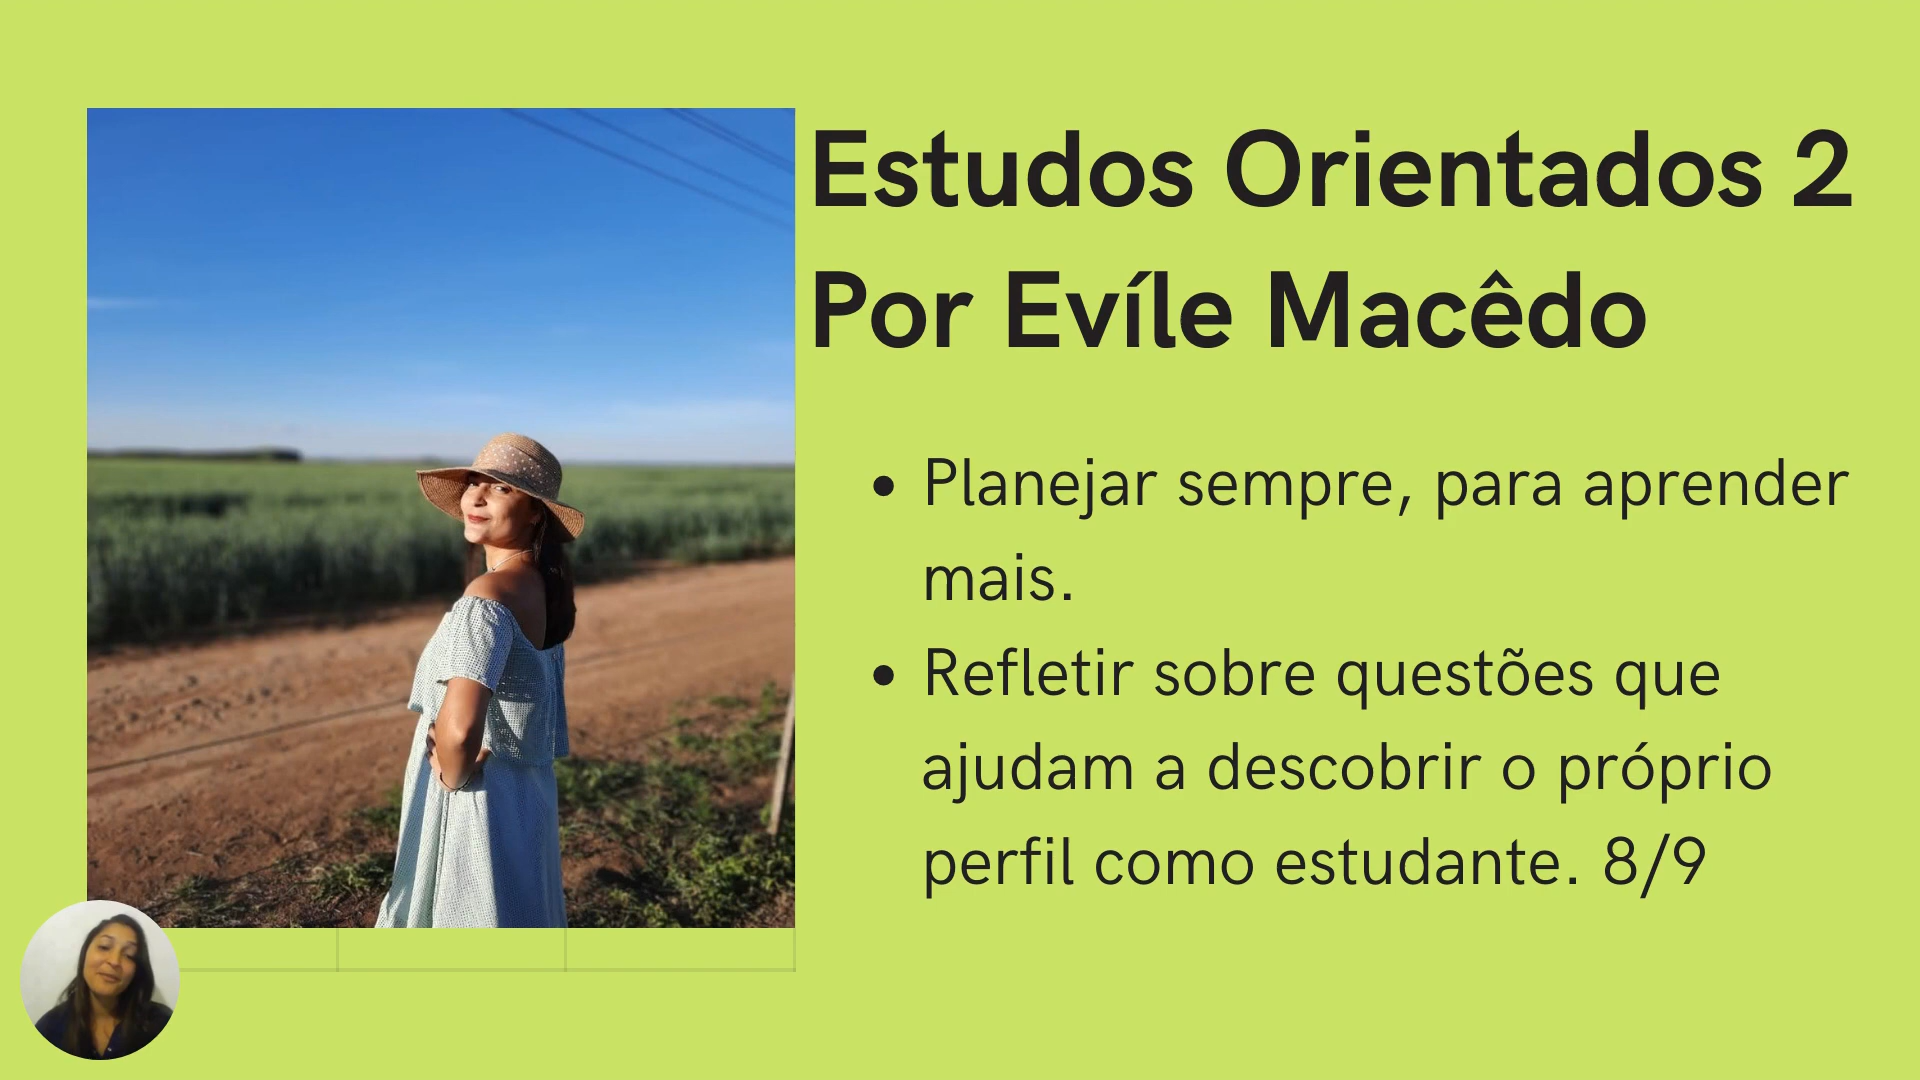 Estudos Orientados 2
Por Evíle Macêdo
• Planejar sempre, para aprender
mais.
• Refletir sobre questões que
ajudam a descobrir o próprio
perfil como estudante. 8/9